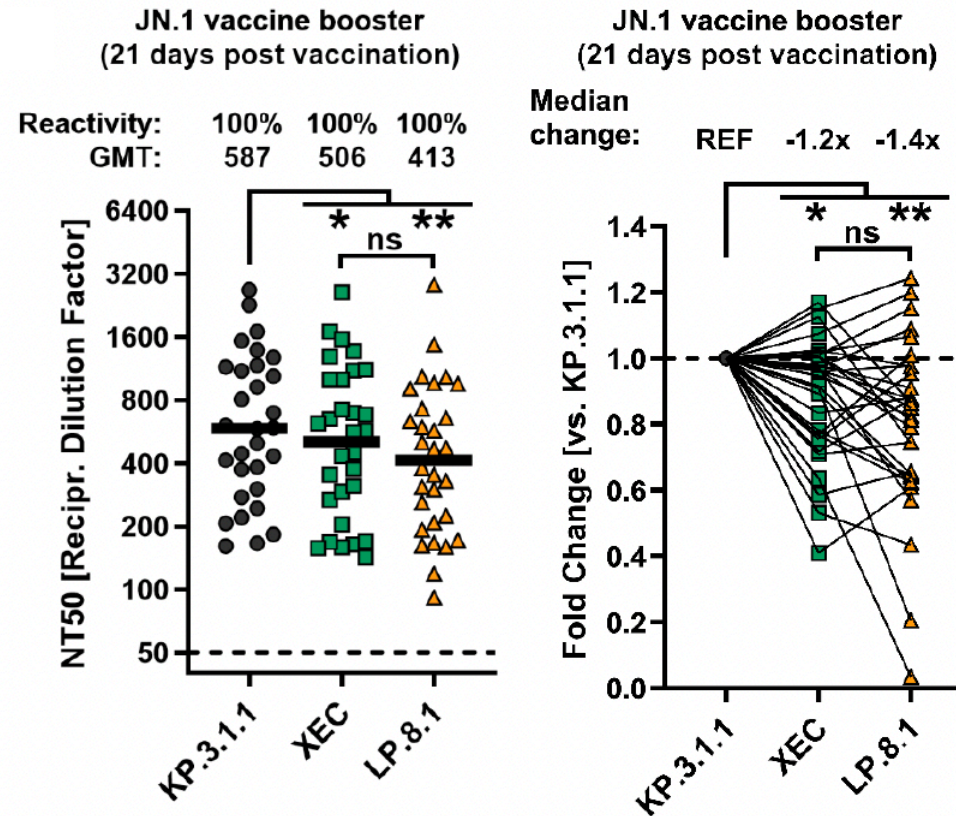 JN.1 vaccine booster
(21 days post vaccination)
Reactivity: 100% 100% 100%
GMT: 587 506 413
* **
ns
NT50 [Recipr. Dilution Factor]
6400
3200
1600
800
400
200
100
50
KP.3.1.1 XEC LP.8.1
JN.1 vaccine booster
(21 days post vaccination)
Median
change: REF -1.2x -1.4x
* **
ns
Fold Change [vs. KP.3.1.1]
1.4
1.2
1.0
0.8
0.6
0.4
0.2
0.0
KP.3.1.1 XEC LP.8.1